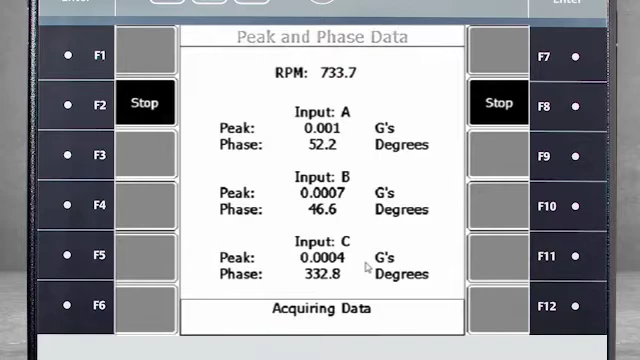 Enter
Enter
Peak and Phase Data
RPM: 733.7
F1
F7
F2
Stop
Stop
F8
Input: A
Peak: 0.001 G's
Phase: 52.2 Degrees
F3
F9
Input: B
Peak: 0.0007 G's
Phase: 46.6 Degrees
F4
F10
Input: C
Peak: 0.0004 G's
Phase: 332.8 Degrees
F5
F11
Acquiring Data
F6
F12